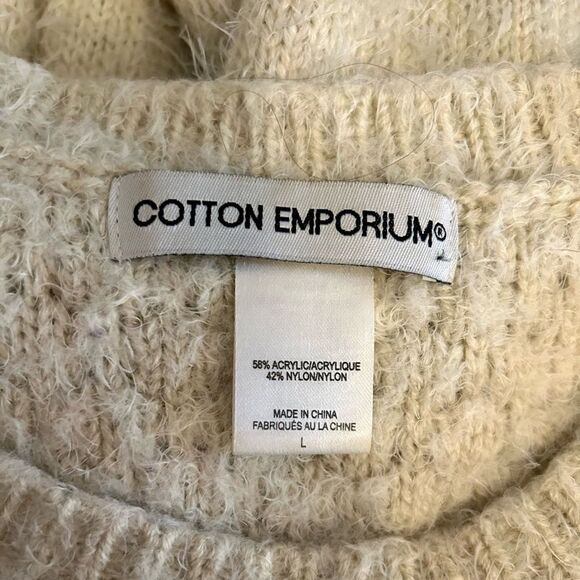 COTTON EMPORIUM®
58% ACRYLIC/ACRYLIQUE
42% NYLON/NYLON
MADE IN CHINA
FABRIQUÉS AU LA CHINE
L